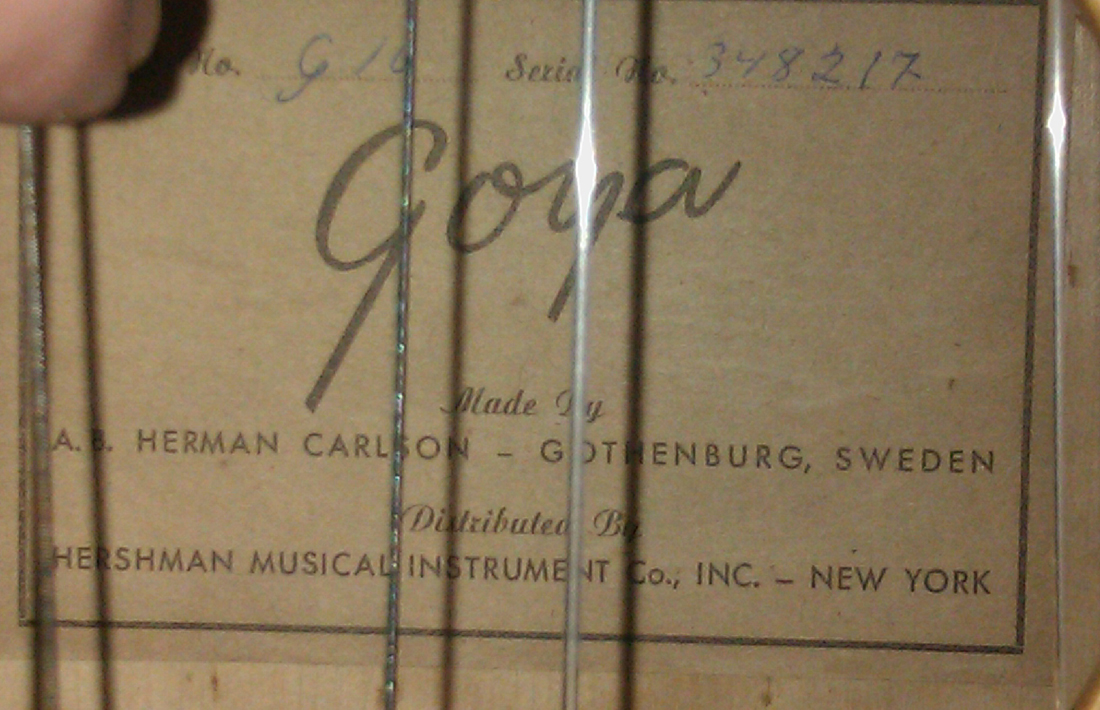 No. G 10 Serial No. 348217
Goya
Made By
A.B. HERMAN CARLSON – GOTHENBURG, SWEDEN
Distributed By
HERSHMAN MUSICAL INSTRUMENT Co., INC. – NEW YORK